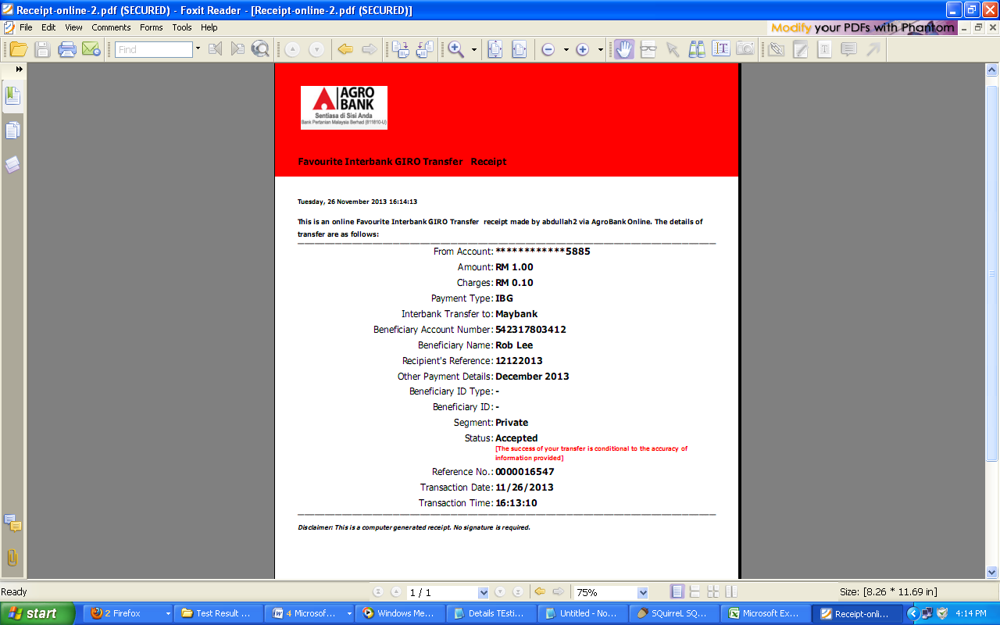 Receipt-online-2.pdf (SECURED) - Foxit Reader - [Receipt-online-2.pdf (SECURED)]
File Edit View Comments Forms Tools Help
Modify your PDFs with Phantom
Find
AGRO
BANK
Sentiasa di Sisi Anda
Bank Pertanian Malaysia Berhad (811810-U)
Favourite Interbank GIRO Transfer Receipt
Tuesday, 26 November 2013 16:14:13
This is an online Favourite Interbank GIRO Transfer receipt made by abdullah2 via AgroBank Online. The details of
transfer are as follows:
From Account: ************5885
Amount: RM 1.00
Charges: RM 0.10
Payment Type: IBG
Interbank Transfer to: Maybank
Beneficiary Account Number: 542317803412
Beneficiary Name: Rob Lee
Recipient's Reference: 12122013
Other Payment Details: December 2013
Beneficiary ID Type: -
Beneficiary ID: -
Segment: Private
Status: Accepted
[The success of your transfer is conditional to the accuracy of
information provided]
Reference No.: 0000016547
Transaction Date: 11/26/2013
Transaction Time: 16:13:10
Disclaimer: This is a computer generated receipt. No signature is required.
Ready 1 / 1 75% Size: [8.26 * 11.69 in]
start 2 Firefox Test Result ... 4 Microsof... Windows Me... Details TEsti... Untitled - No... SQuirreL SQ... Microsoft Ex... Receipt-onli... 4:14 PM